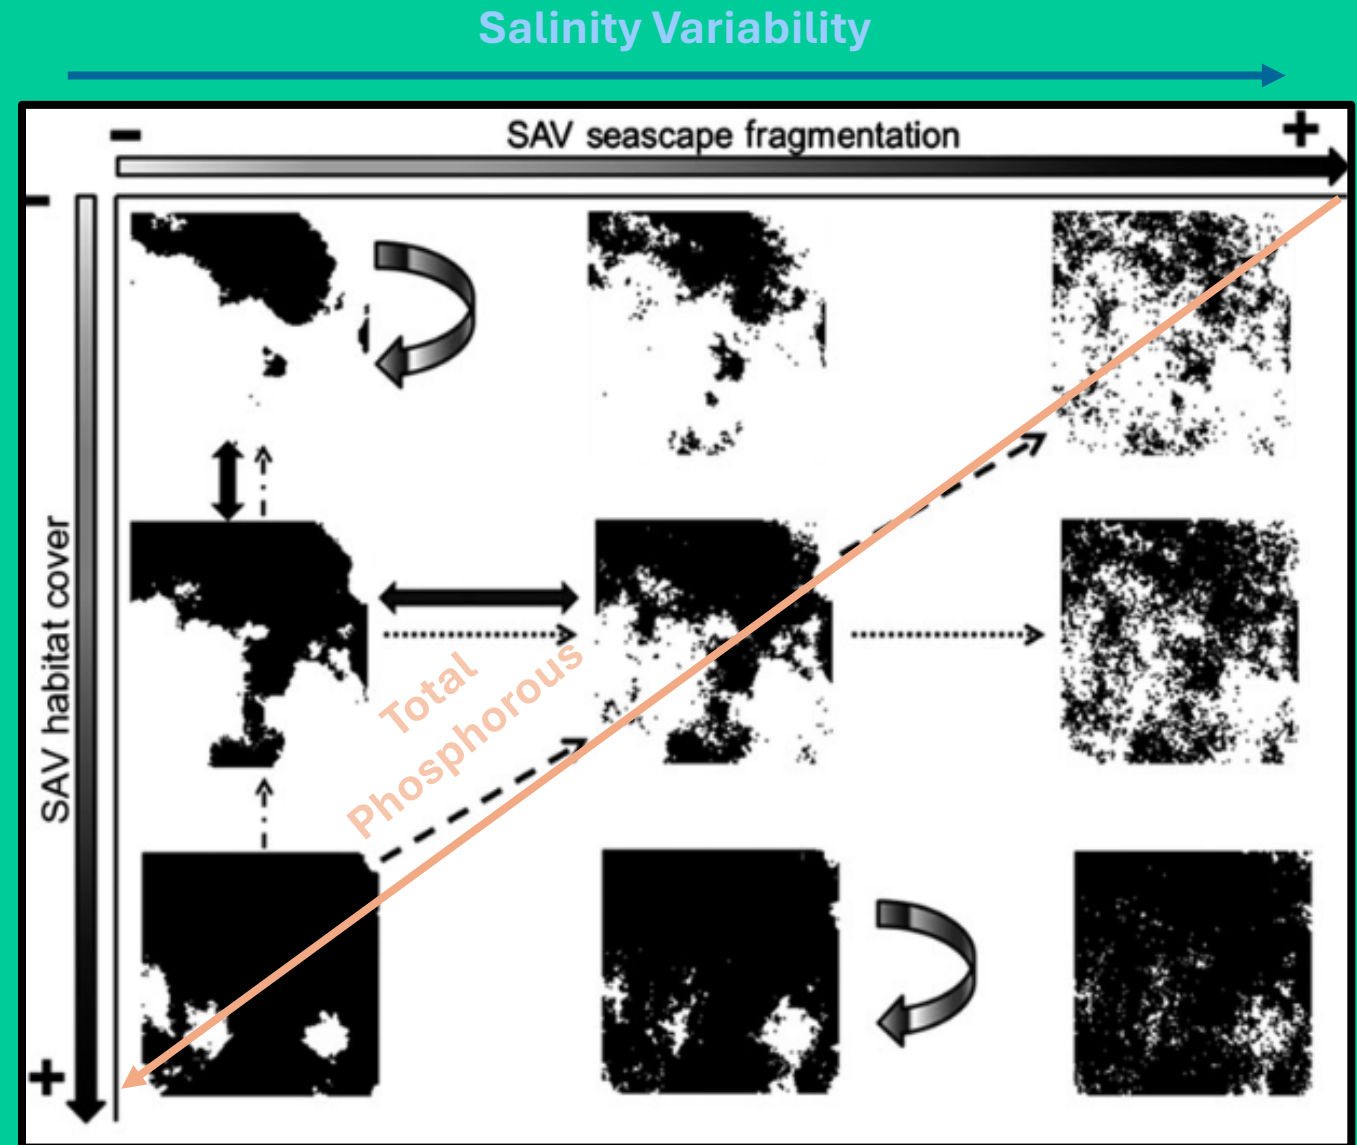 Salinity Variability
- SAV seascape fragmentation +
-
SAV habitat cover
Total
Phosphorous
+